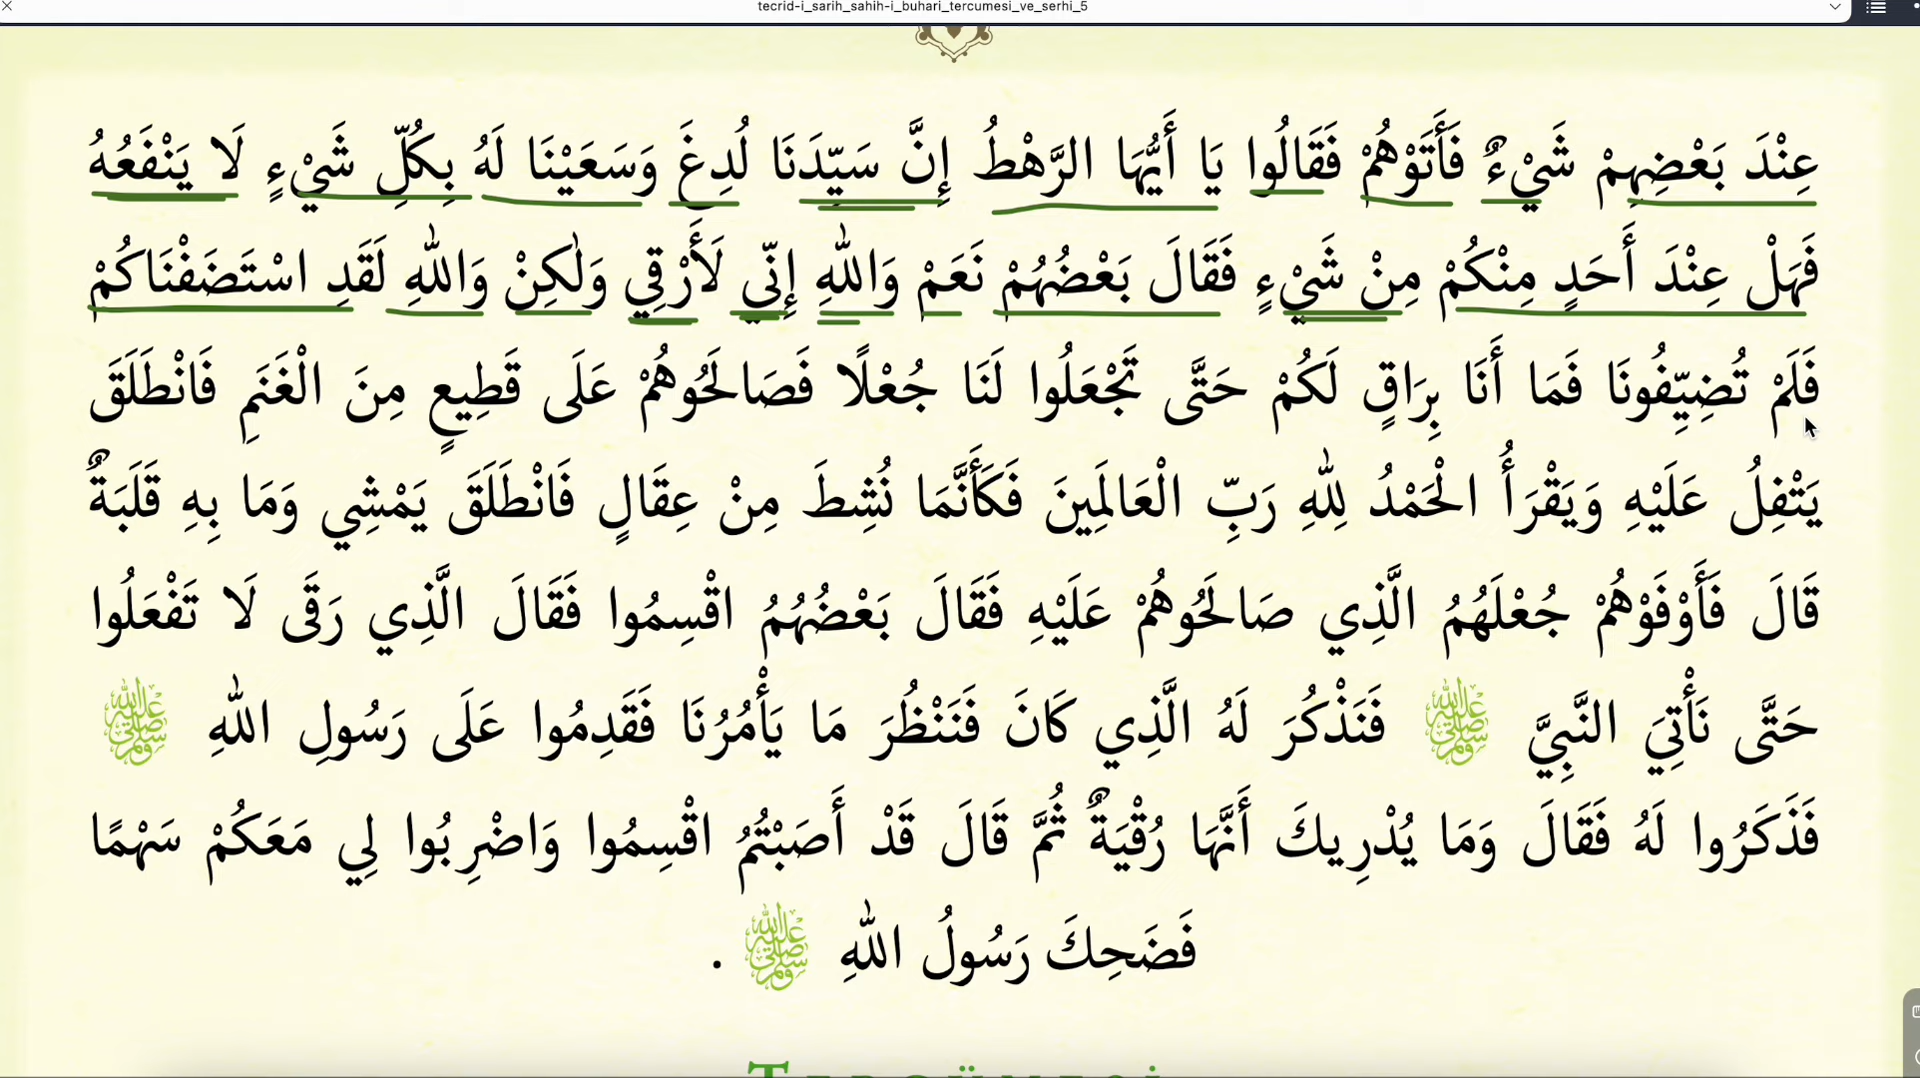 tecrid-i_sarih_sahih-i_buhari_tercumesi_ve_serhi_5
عِنْدَ بَعْضِهِمْ شَيْءٌ فَأَتَوْهُمْ فَقَالُوا يَا أَيُّهَا الرَّهْطُ إِنَّ سَيِّدَنَا لُدِغَ وَسَعَيْنَا لَهُ بِكُلِّ شَيْءٍ لَا يَنْفَعُهُ
فَهَلْ عِنْدَ أَحَدٍ مِنْكُمْ مِنْ شَيْءٍ فَقَالَ بَعْضُهُمْ نَعَمْ وَاللّٰهِ إِنِّي لَأَرْقِي وَلٰكِنْ وَاللّٰهِ لَقَدِ اسْتَضَفْنَاكُمْ
فَلَمْ تُضِيِّفُونَا فَمَا أَنَا بِرَاقٍ لَكُمْ حَتَّى تَجْعَلُوا لَنَا جُعْلًا فَصَالَحُوهُمْ عَلَى قَطِيعٍ مِنَ الْغَنَمِ فَانْطَلَقَ
يَتْفِلُ عَلَيْهِ وَيَقْرَأُ الْحَمْدُ لِلّٰهِ رَبِّ الْعَالَمِينَ فَكَأَنَّمَا نُشِطَ مِنْ عِقَالٍ فَانْطَلَقَ يَمْشِي وَمَا بِهِ قَلَبَةٌ
قَالَ فَأَوْفَوْهُمْ جُعْلَهُمُ الَّذِي صَالَحُوهُمْ عَلَيْهِ فَقَالَ بَعْضُهُمُ اقْسِمُوا فَقَالَ الَّذِي رَقَى لَا تَفْعَلُوا
حَتَّى نَأْتِيَ النَّبِيَّ ﷺ فَنَذْكُرَ لَهُ الَّذِي كَانَ فَنَنْظُرَ مَا يَأْمُرُنَا فَقَدِمُوا عَلَى رَسُولِ اللّٰهِ ﷺ
فَذَكَرُوا لَهُ فَقَالَ وَمَا يُدْرِيكَ أَنَّهَا رُقْيَةٌ ثُمَّ قَالَ قَدْ أَصَبْتُمُ اقْسِمُوا وَاضْرِبُوا لِي مَعَكُمْ سَهْمًا
فَضَحِكَ رَسُولُ اللّٰهِ ﷺ .